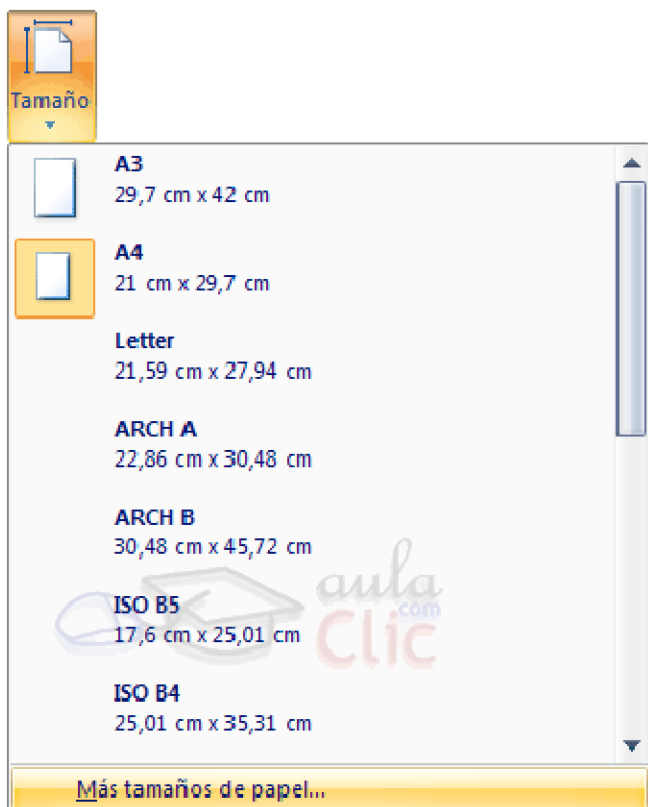 Tamaño
A3
29,7 cm x 42 cm
A4
21 cm x 29,7 cm
Letter
21,59 cm x 27,94 cm
ARCH A
22,86 cm x 30,48 cm
ARCH B
30,48 cm x 45,72 cm
aula
.com
Clic
ISO B5
17,6 cm x 25,01 cm
ISO B4
25,01 cm x 35,31 cm
Más tamaños de papel...